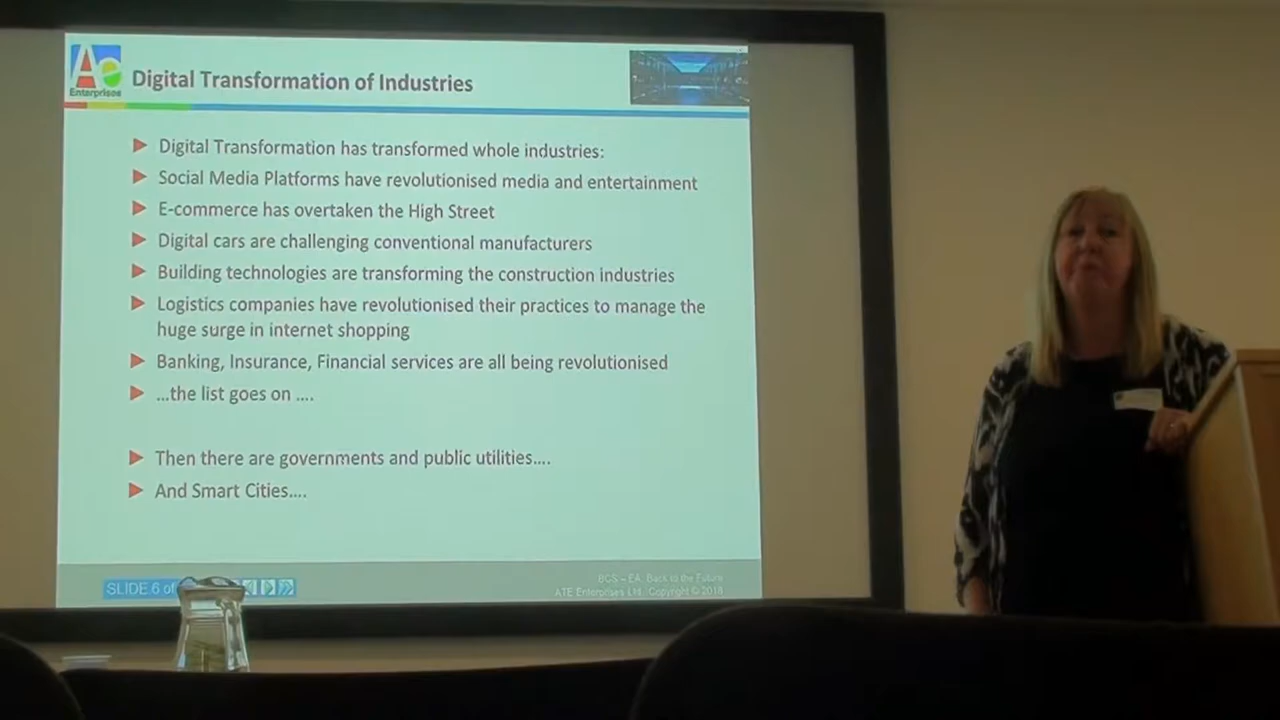 Ae
Enterprises
Digital Transformation of Industries
Digital Transformation has transformed whole industries:
Social Media Platforms have revolutionised media and entertainment
E-commerce has overtaken the High Street
Digital cars are challenging conventional manufacturers
Building technologies are transforming the construction industries
Logistics companies have revolutionised their practices to manage the
huge surge in internet shopping
Banking, Insurance, Financial services are all being revolutionised
...the list goes on ....
Then there are governments and public utilities....
And Smart Cities....
SLIDE 6 of
BCS – EA: Back to the Future
ATE Enterprises Ltd. Copyright © 2018